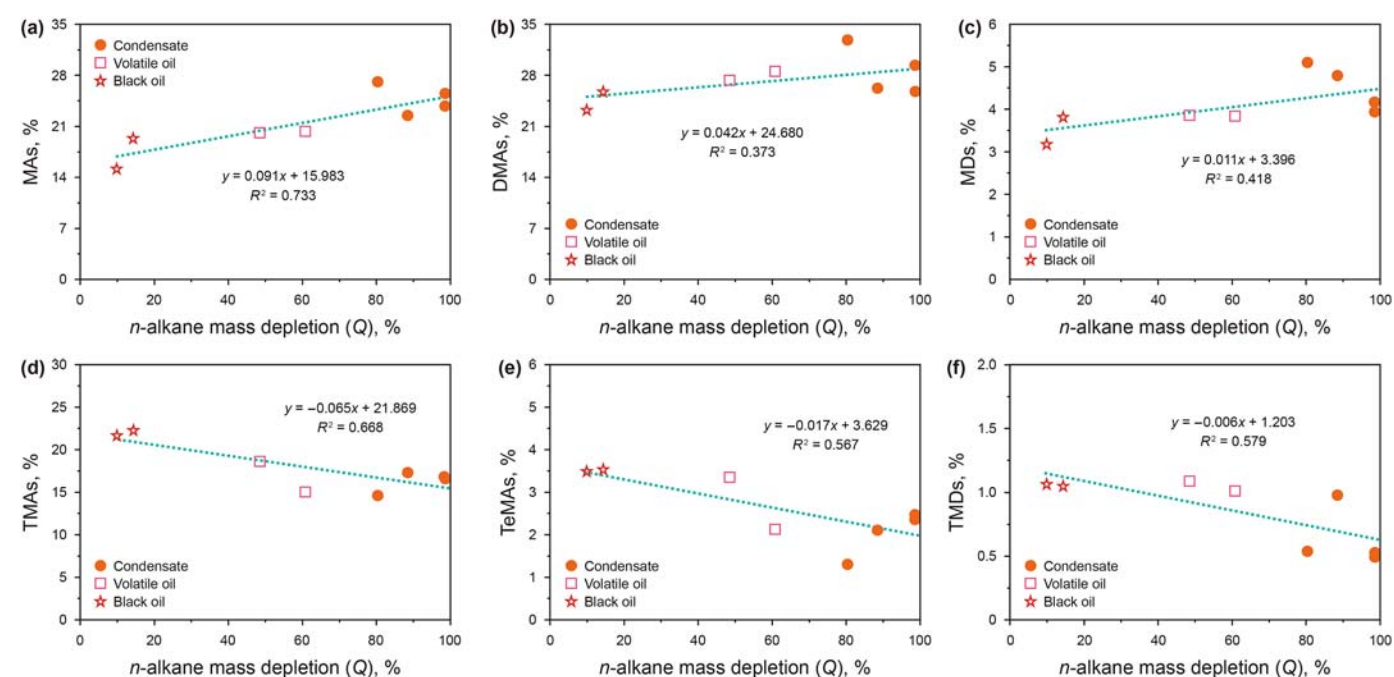 (a)
35
28
21
14
7
0
MAs, %
Condensate
Volatile oil
Black oil
y = 0.091x + 15.983
R² = 0.733
0 20 40 60 80 100
n-alkane mass depletion (Q), %
(b)
35
28
21
14
7
0
DMAs, %
y = 0.042x + 24.680
R² = 0.373
Condensate
Volatile oil
Black oil
0 20 40 60 80 100
n-alkane mass depletion (Q), %
(c)
6
5
4
3
2
1
0
MDs, %
y = 0.011x + 3.396
R² = 0.418
Condensate
Volatile oil
Black oil
0 20 40 60 80 100
n-alkane mass depletion (Q), %
(d)
30
25
20
15
10
5
0
TMAs, %
y = −0.065x + 21.869
R² = 0.668
Condensate
Volatile oil
Black oil
0 20 40 60 80 100
n-alkane mass depletion (Q), %
(e)
6
5
4
3
2
1
0
TeMAs, %
y = −0.017x + 3.629
R² = 0.567
Condensate
Volatile oil
Black oil
0 20 40 60 80 100
n-alkane mass depletion (Q), %
(f)
2.0
1.5
1.0
0.5
0
TMDs, %
y = −0.006x + 1.203
R² = 0.579
Condensate
Volatile oil
Black oil
0 20 40 60 80 100
n-alkane mass depletion (Q), %